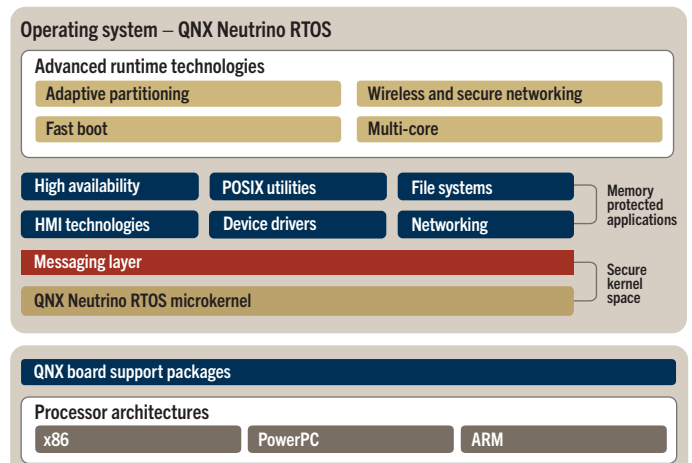 Operating system – QNX Neutrino RTOS
Advanced runtime technologies
Adaptive partitioning
Wireless and secure networking
Fast boot
Multi-core
High availability
POSIX utilities
File systems
HMI technologies
Device drivers
Networking
Memory
protected
applications
Messaging layer
QNX Neutrino RTOS microkernel
Secure
kernel
space
QNX board support packages
Processor architectures
x86
PowerPC
ARM